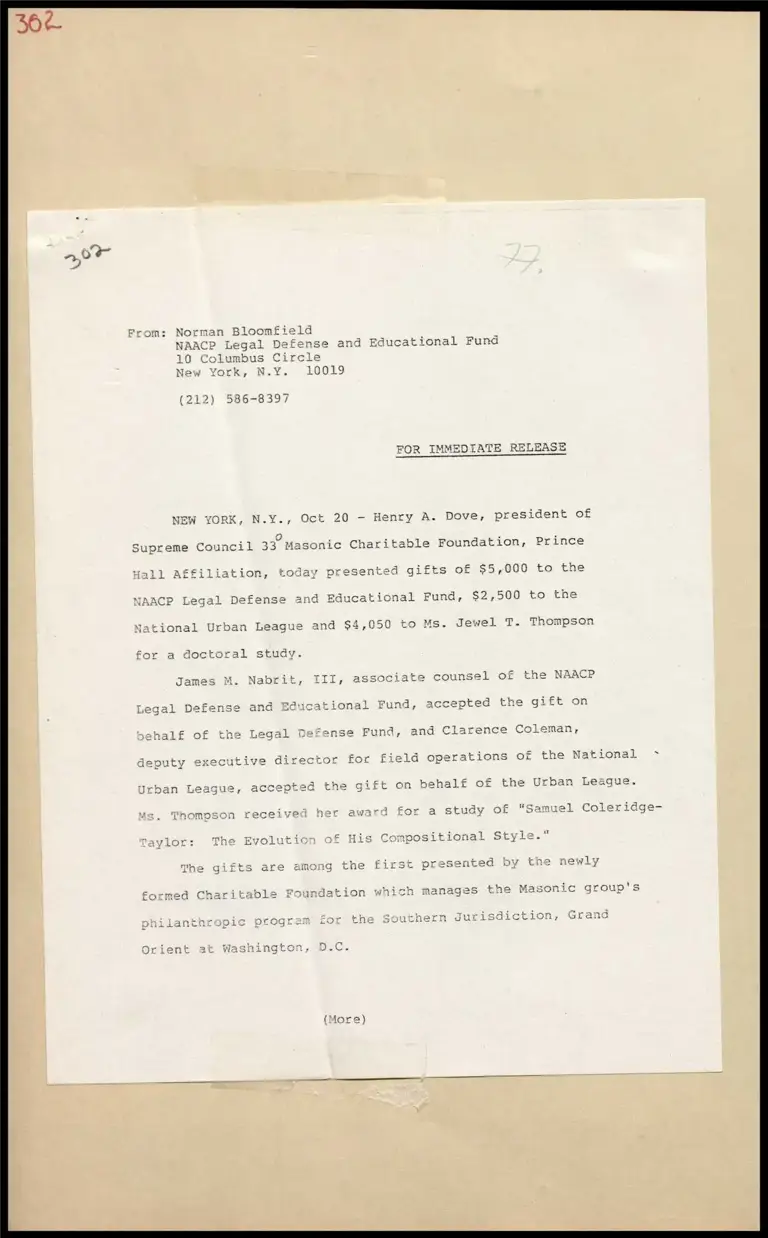 302
302
77.
From: Norman Bloomfield
NAACP Legal Defense and Educational Fund
10 Columbus Circle
New York, N.Y. 10019
(212) 586-8397
FOR IMMEDIATE RELEASE
NEW YORK, N.Y., Oct 20 - Henry A. Dove, president of
Supreme Council 33° Masonic Charitable Foundation, Prince
Hall Affiliation, today presented gifts of $5,000 to the
NAACP Legal Defense and Educational Fund, $2,500 to the
National Urban League and $4,050 to Ms. Jewel T. Thompson
for a doctoral study.
James M. Nabrit, III, associate counsel of the NAACP
Legal Defense and Educational Fund, accepted the gift on
behalf of the Legal Defense Fund, and Clarence Coleman,
deputy executive director for field operations of the National
Urban League, accepted the gift on behalf of the Urban League.
Ms. Thompson received her award for a study of "Samuel Coleridge-
Taylor: The Evolution of His Compositional Style."
The gifts are among the first presented by the newly
formed Charitable Foundation which manages the Masonic group's
philanthropic program for the Southern Jurisdiction, Grand
Orient at Washington, D.C.
(More)